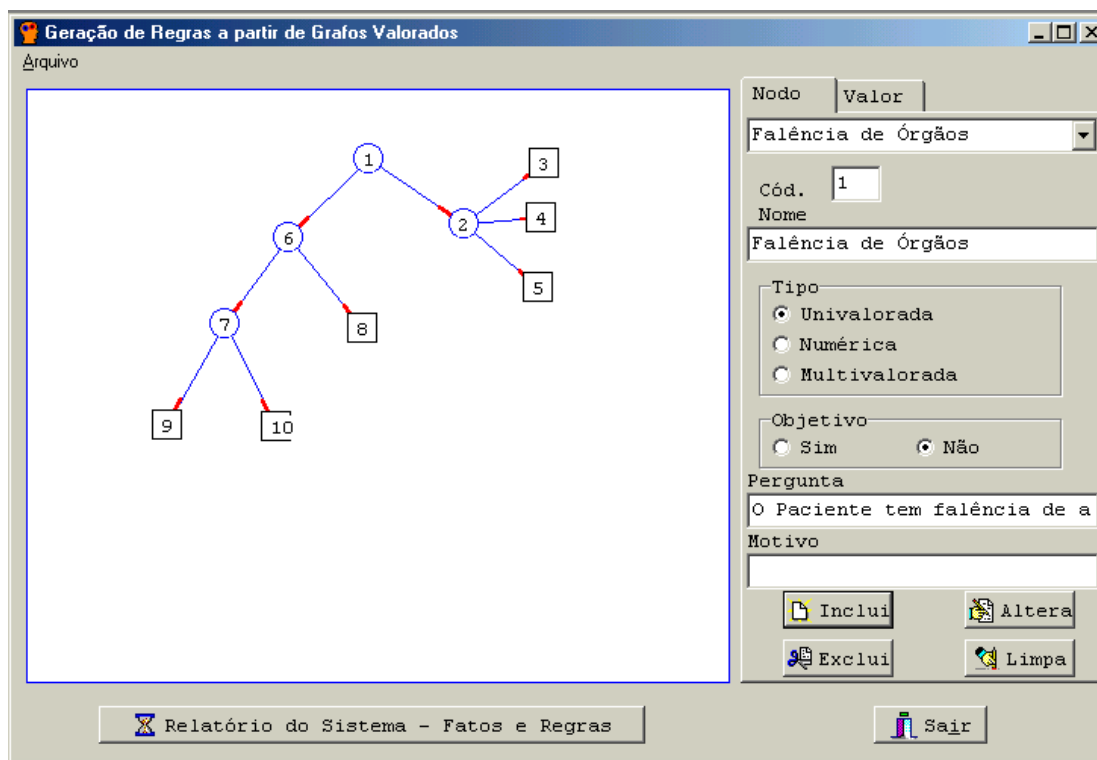 Geração de Regras a partir de Grafos Valorados
Arquivo
1
2
3
4
5
6
7
8
9
10
Nodo
Valor
Falência de Órgãos
Cód. 1
Nome
Falência de Órgãos
Tipo
Univalorada
Numérica
Multivalorada
Objetivo
Sim Não
Pergunta
O Paciente tem falência de a
Motivo
Inclui Altera
Exclui Limpa
Relatório do Sistema - Fatos e Regras
Sair